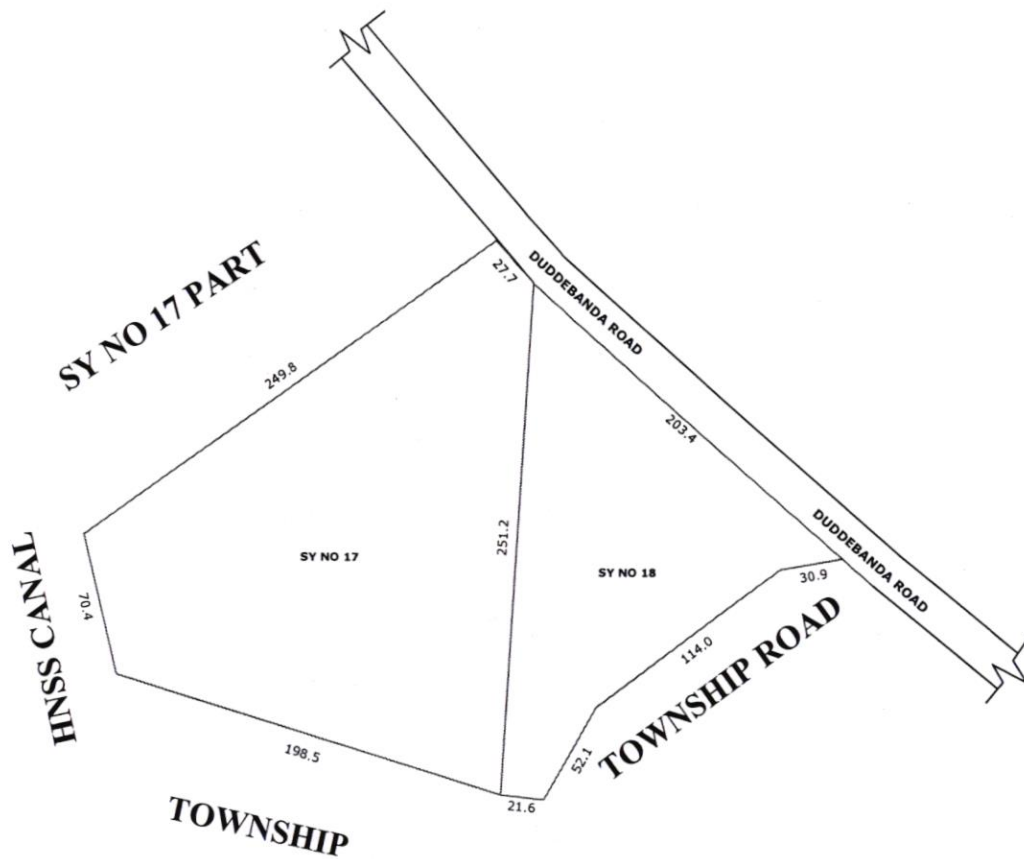 DUDDEBANDA ROAD
SY NO 17 PART
27.7
249.8
203.4
DUDDEBANDA ROAD
251.2
SY NO 17
SY NO 18
30.9
HNSS CANAL
70.4
114.0
TOWNSHIP ROAD
198.5
52.1
21.6
TOWNSHIP